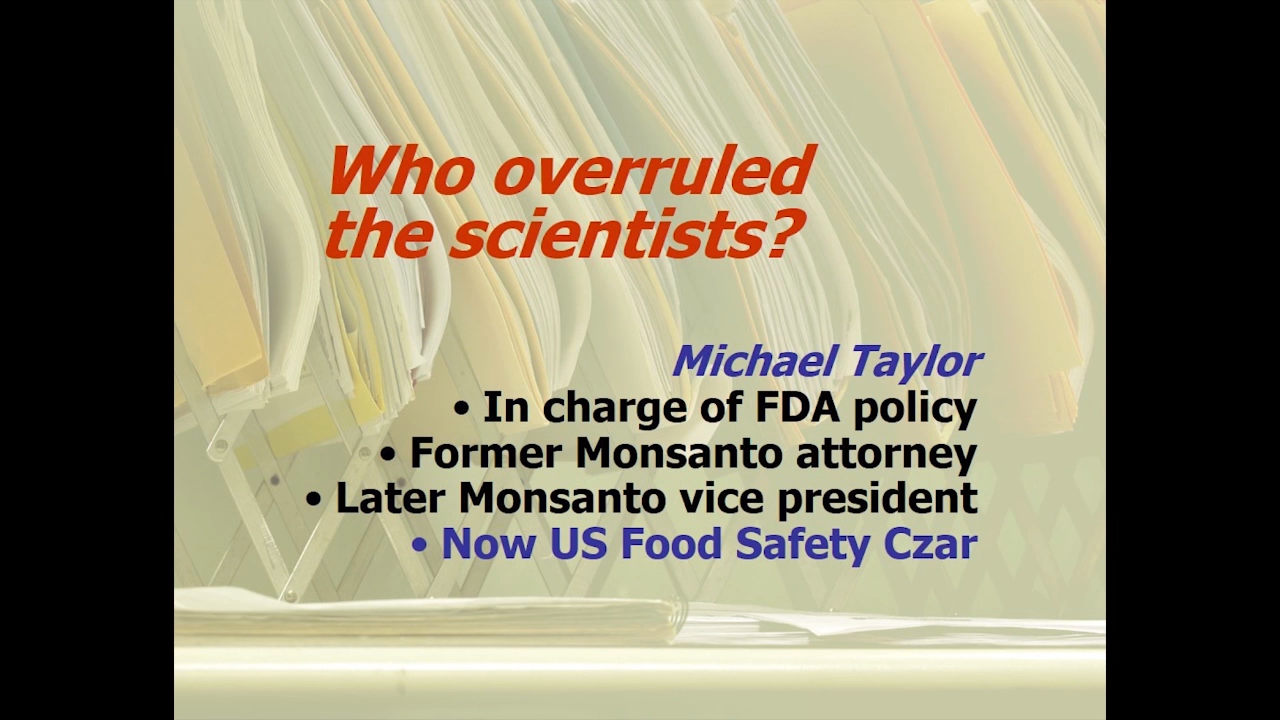 Who overruled
the scientists?
Michael Taylor
• In charge of FDA policy
• Former Monsanto attorney
• Later Monsanto vice president
• Now US Food Safety Czar